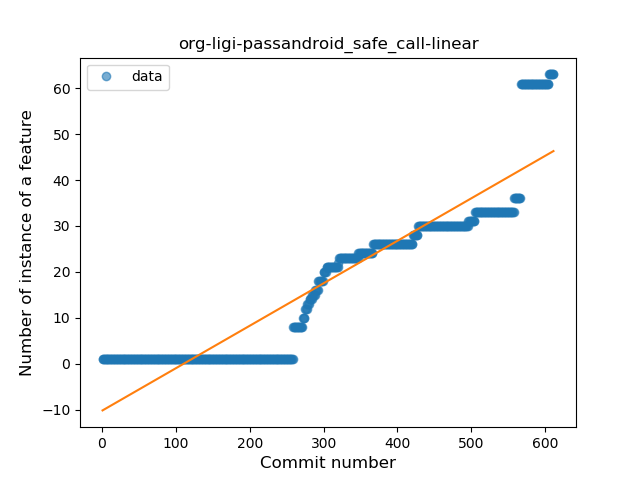 org-ligi-passandroid_safe_call-linear
data
Number of instance of a feature
60
50
40
30
20
10
0
−10
0 100 200 300 400 500 600
Commit number